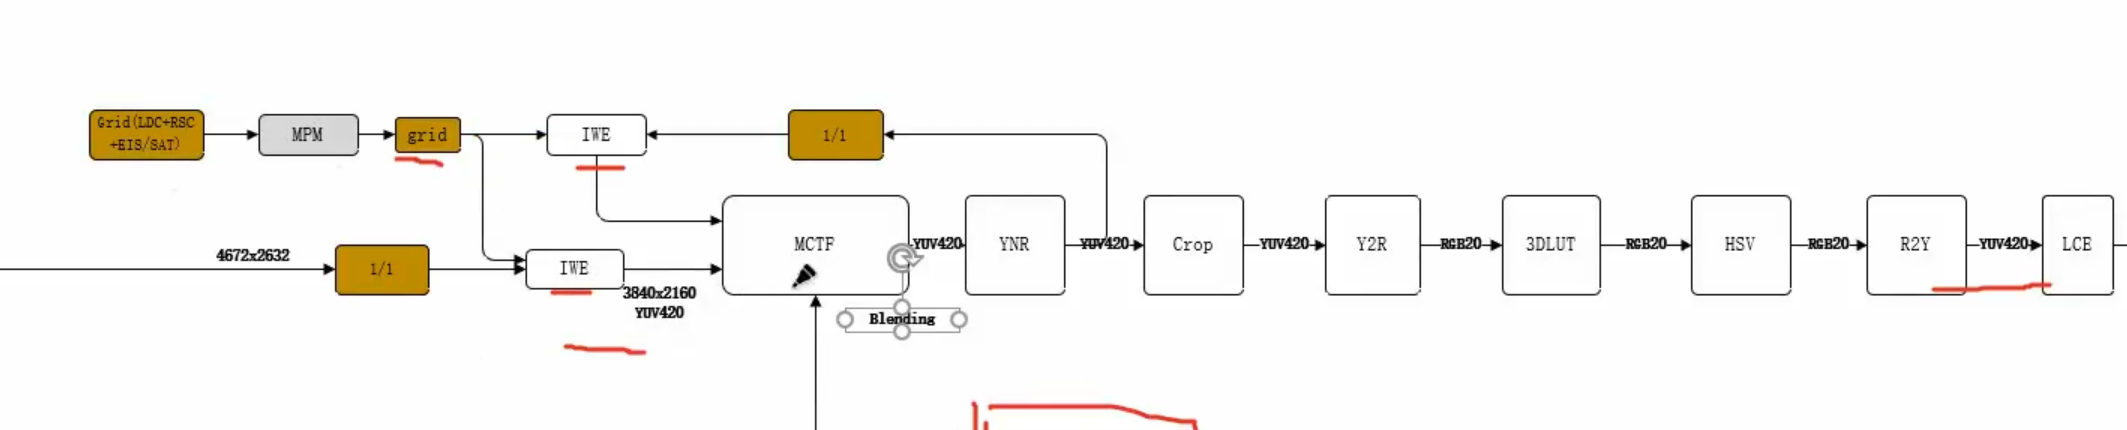 Grid(LDC+RSC
+EIS/SAT)
MPM
grid
IWE
1/1
4672x2632
1/1
IWE
3840x2160
YUV420
MCTF
Blending
YUV420
YNR
YUV420
Crop
YUV420
Y2R
RGB20
3DLUT
RGB20
HSV
RGB20
R2Y
YUV420
LCE